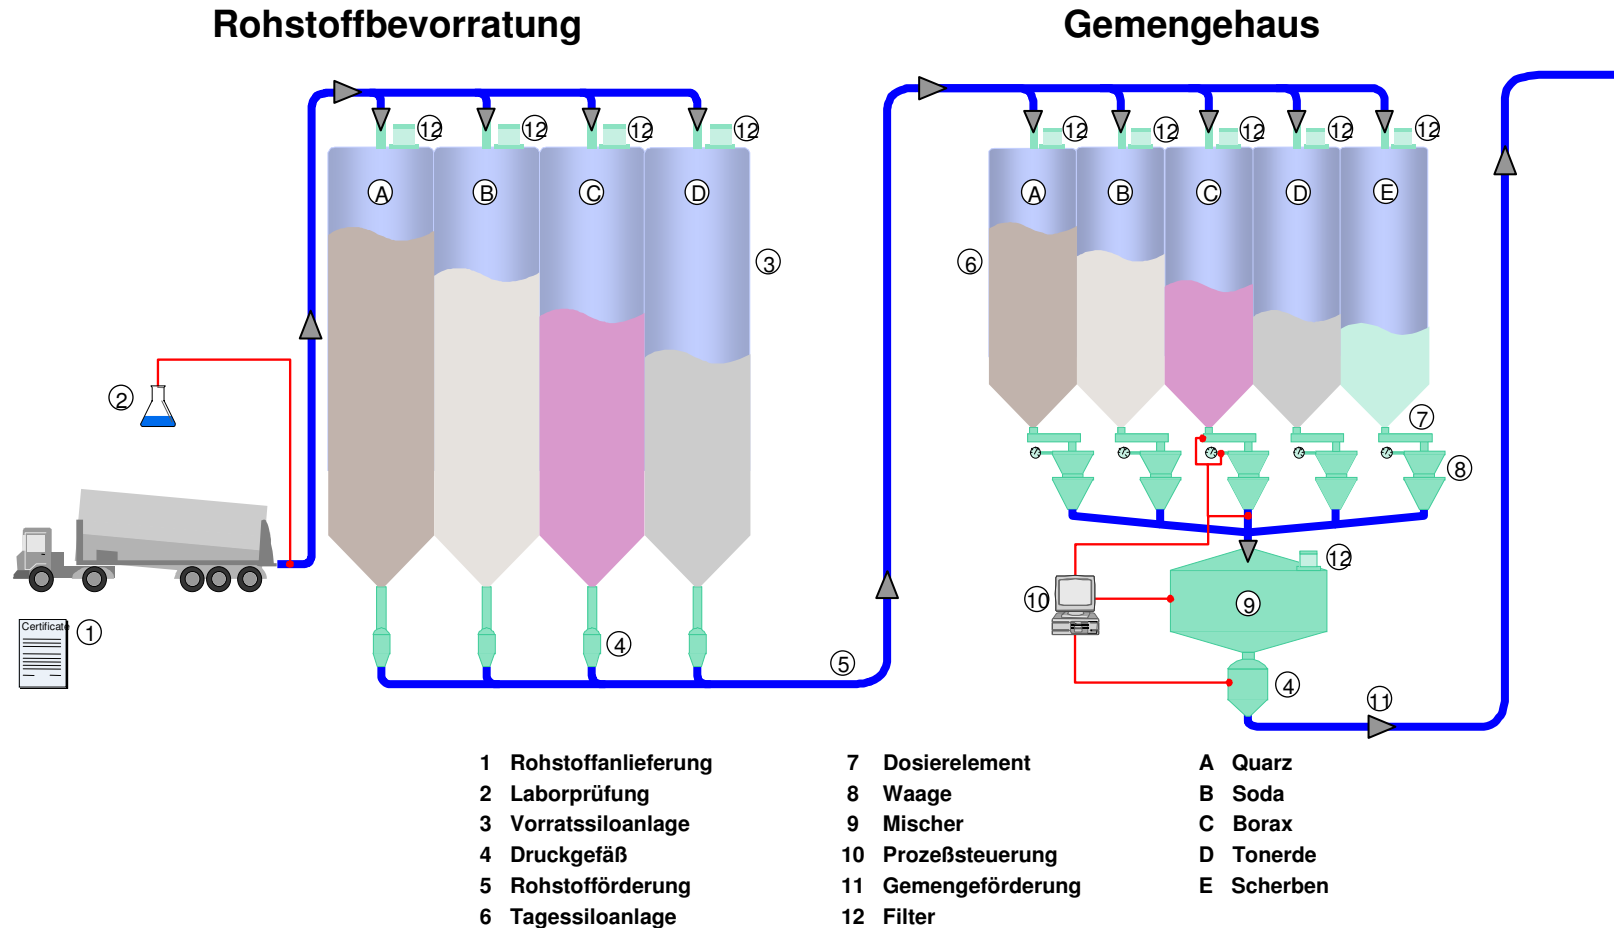 Rohstoffbevorratung
Gemengehaus
12 12 12 12
12 12 12 12 12
A B C D
A B C D E
3
6
2
7
8
12
10
9
Certificate
1
4
5
4
11
1 Rohstoffanlieferung
2 Laborprüfung
3 Vorratssiloanlage
4 Druckgefäß
5 Rohstofförderung
6 Tagessiloanlage
7 Dosierelement
8 Waage
9 Mischer
10 Prozeßsteuerung
11 Gemengeförderung
12 Filter
A Quarz
B Soda
C Borax
D Tonerde
E Scherben